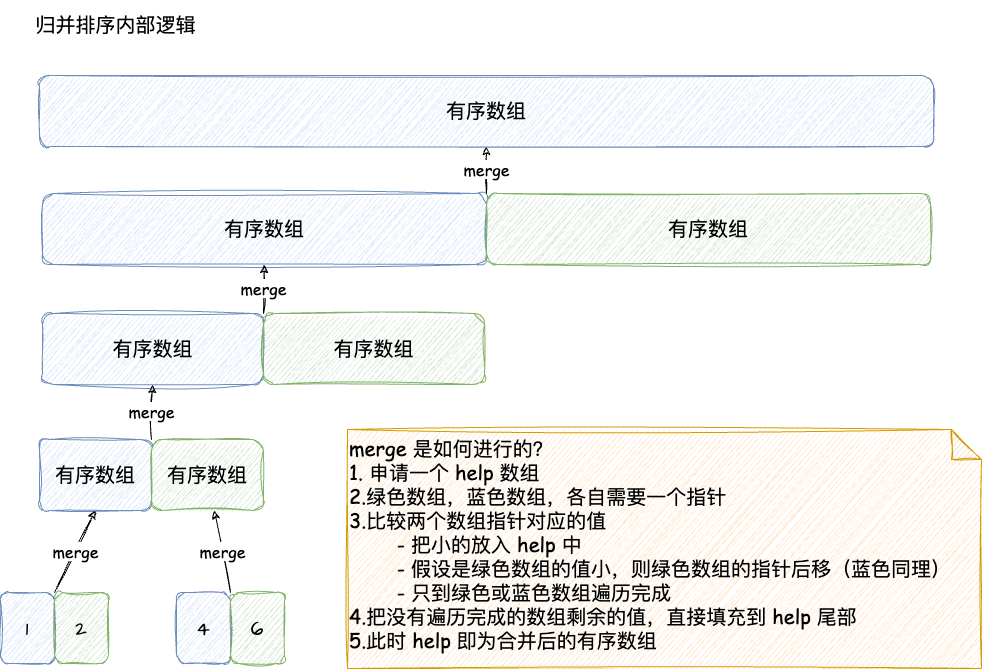 归并排序内部逻辑
有序数组
merge
有序数组 有序数组
merge
有序数组 有序数组
merge
有序数组 有序数组
merge merge
1 2 4 6
merge 是如何进行的?
1. 申请一个 help 数组
2.绿色数组，蓝色数组，各自需要一个指针
3.比较两个数组指针对应的值
- 把小的放入 help 中
- 假设是绿色数组的值小，则绿色数组的指针后移（蓝色同理）
- 只到绿色或蓝色数组遍历完成
4.把没有遍历完成的数组剩余的值，直接填充到 help 尾部
5.此时 help 即为合并后的有序数组